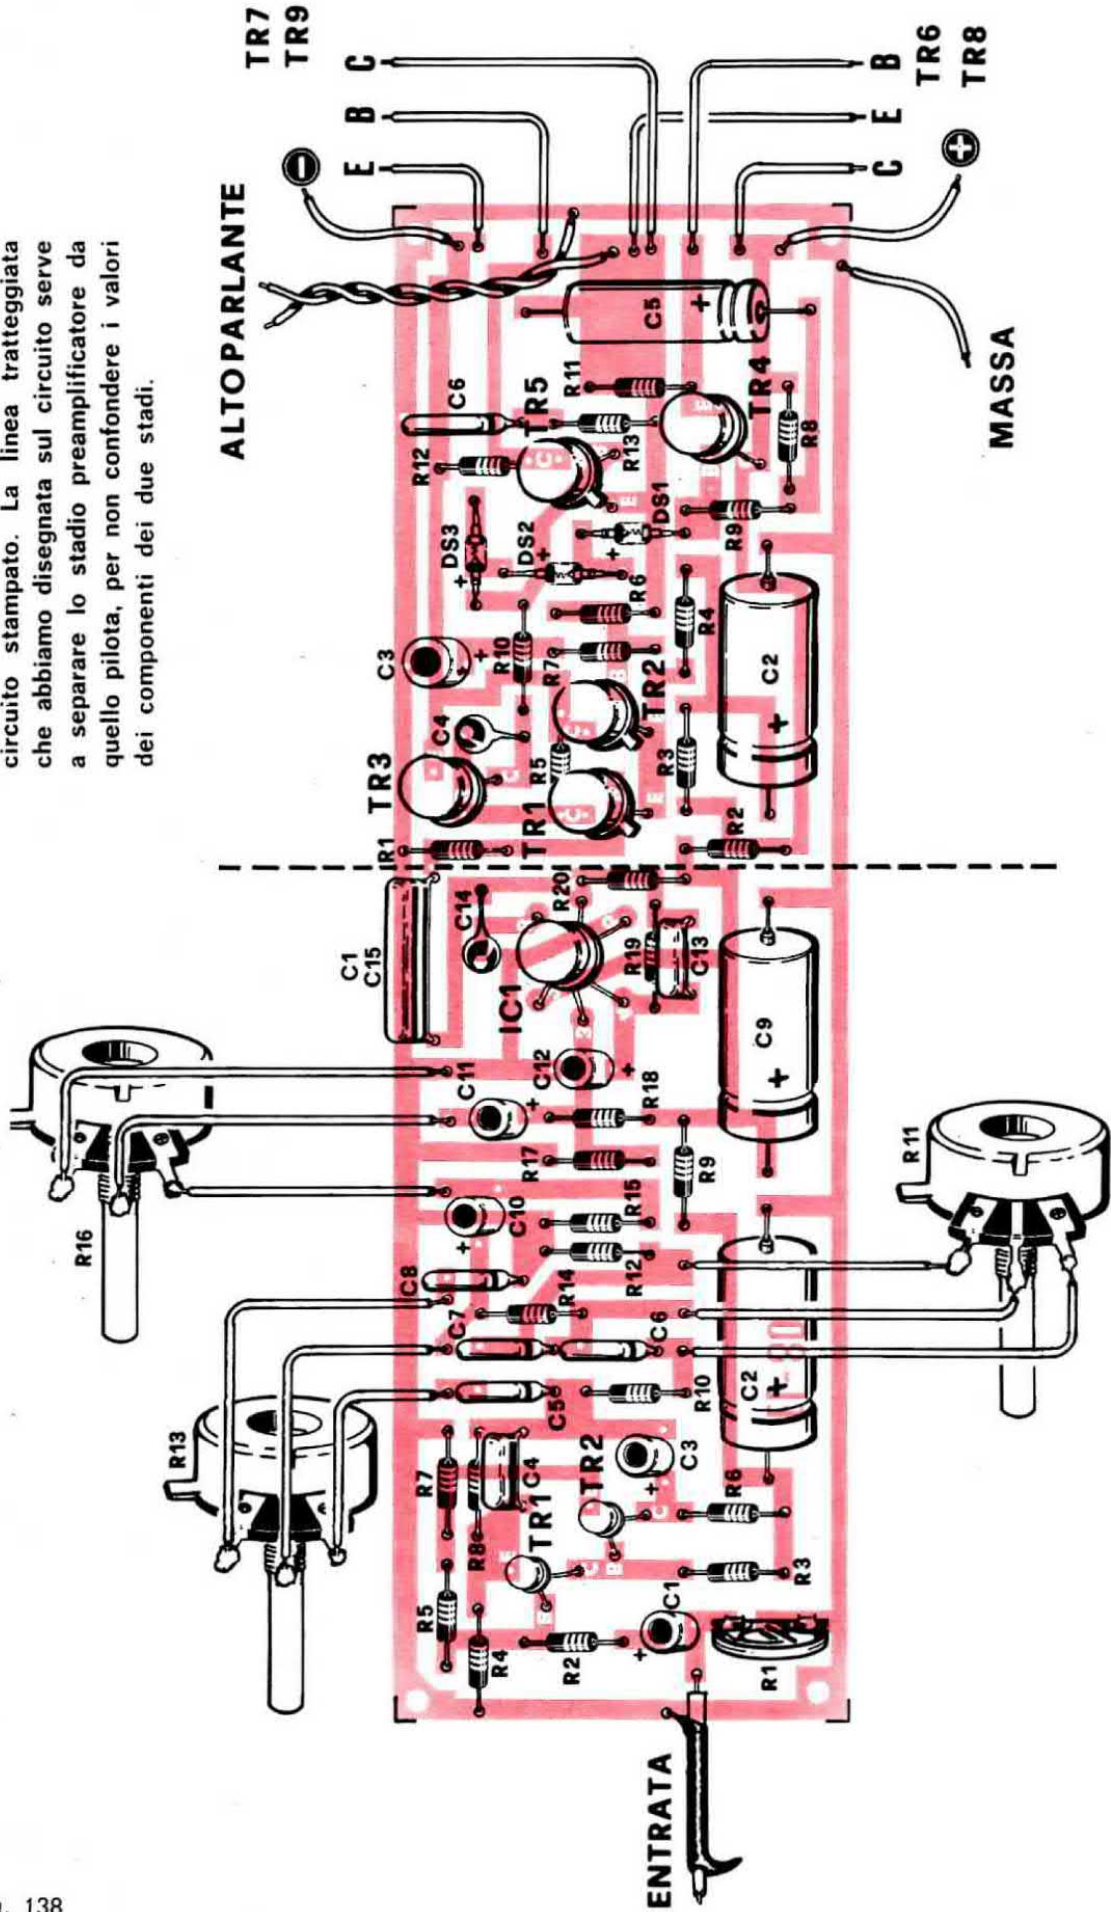 circuito stampato. La linea tratteggiata
che abbiamo disegnata sul circuito serve
a separare lo stadio preamplificatore da
quello pilota, per non confondere i valori
dei componenti dei due stadi.
TR7
TR9
C
B
E
-
ALTOPARLANTE
B
TR6
E
TR8
C
+
MASSA
C5
+
R11
C6
TR5
TR4
R12
C
B
R13
R8
E
B
DS3
DS2
DS1
R9
+
+
+
R6
R4
C3
+
R10
R7
B
TR2
C2
+
C4
C
TR3
C
R5
R3
E
TR1
C
R1
R2
C1
C15
C14
R20
R19
C13
IC1
C9
+
3
C11
C12
+
+
R18
R17
R9
R16
R11
C10
+
R15
R12
C8
R14
C7
C6
80
C5
R10
C2
+
R13
R7
C4
TR2
C3
+
R8
TR1
E
C
R6
C
B
R3
R5
B
C1
+
R4
R2
R1
ENTRATA
138